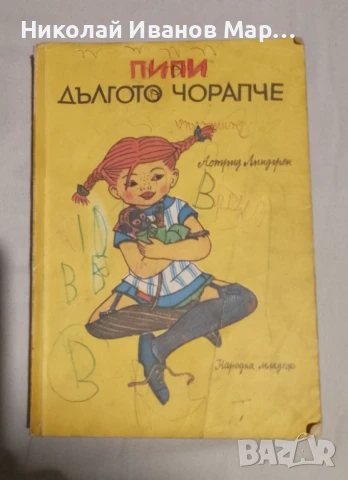 Николай Иванов Мар...
ПИПИ
ДЪЛГОТО ЧОРАПЧЕ
Астрид Линдгрен
В
В
В
В
Народна младеж
BAZAR